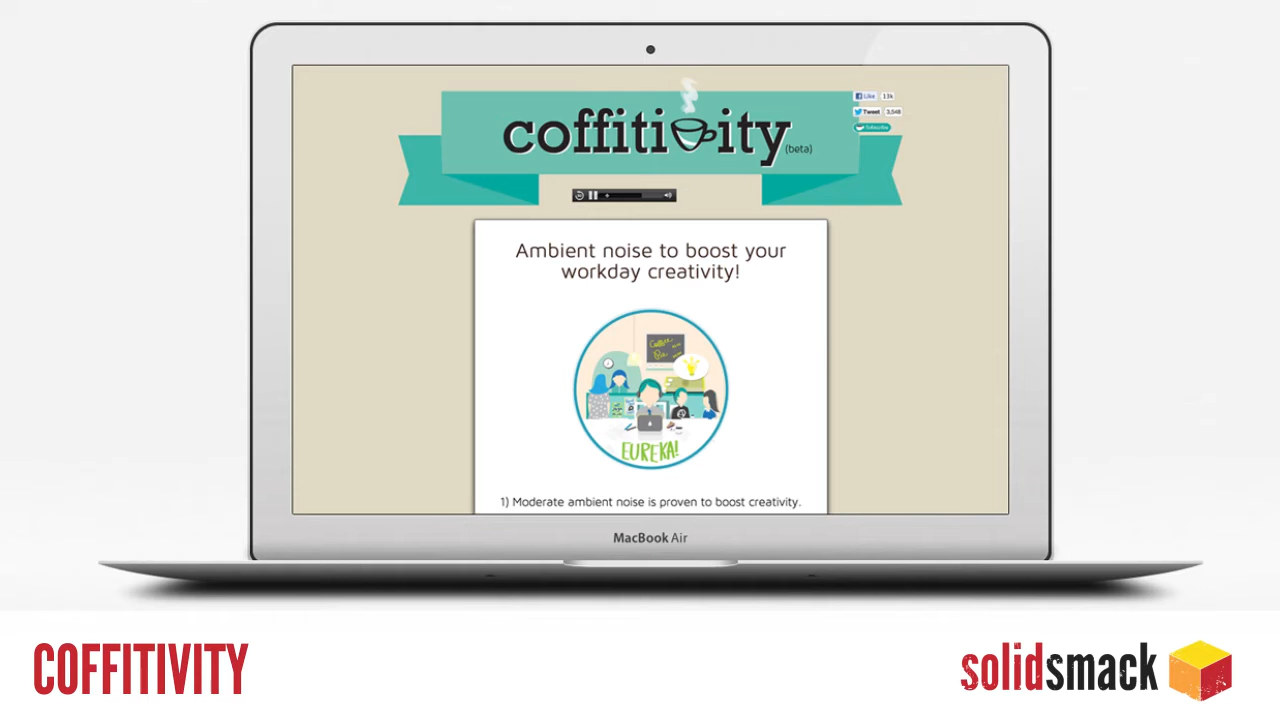 coffitivity
(beta)
Like 13k
Tweet 3,548
Subscribe
Ambient noise to boost your
workday creativity!
Coffee
EUREKA!
1) Moderate ambient noise is proven to boost creativity.
MacBook Air
COFFITIVITY
solidsmack